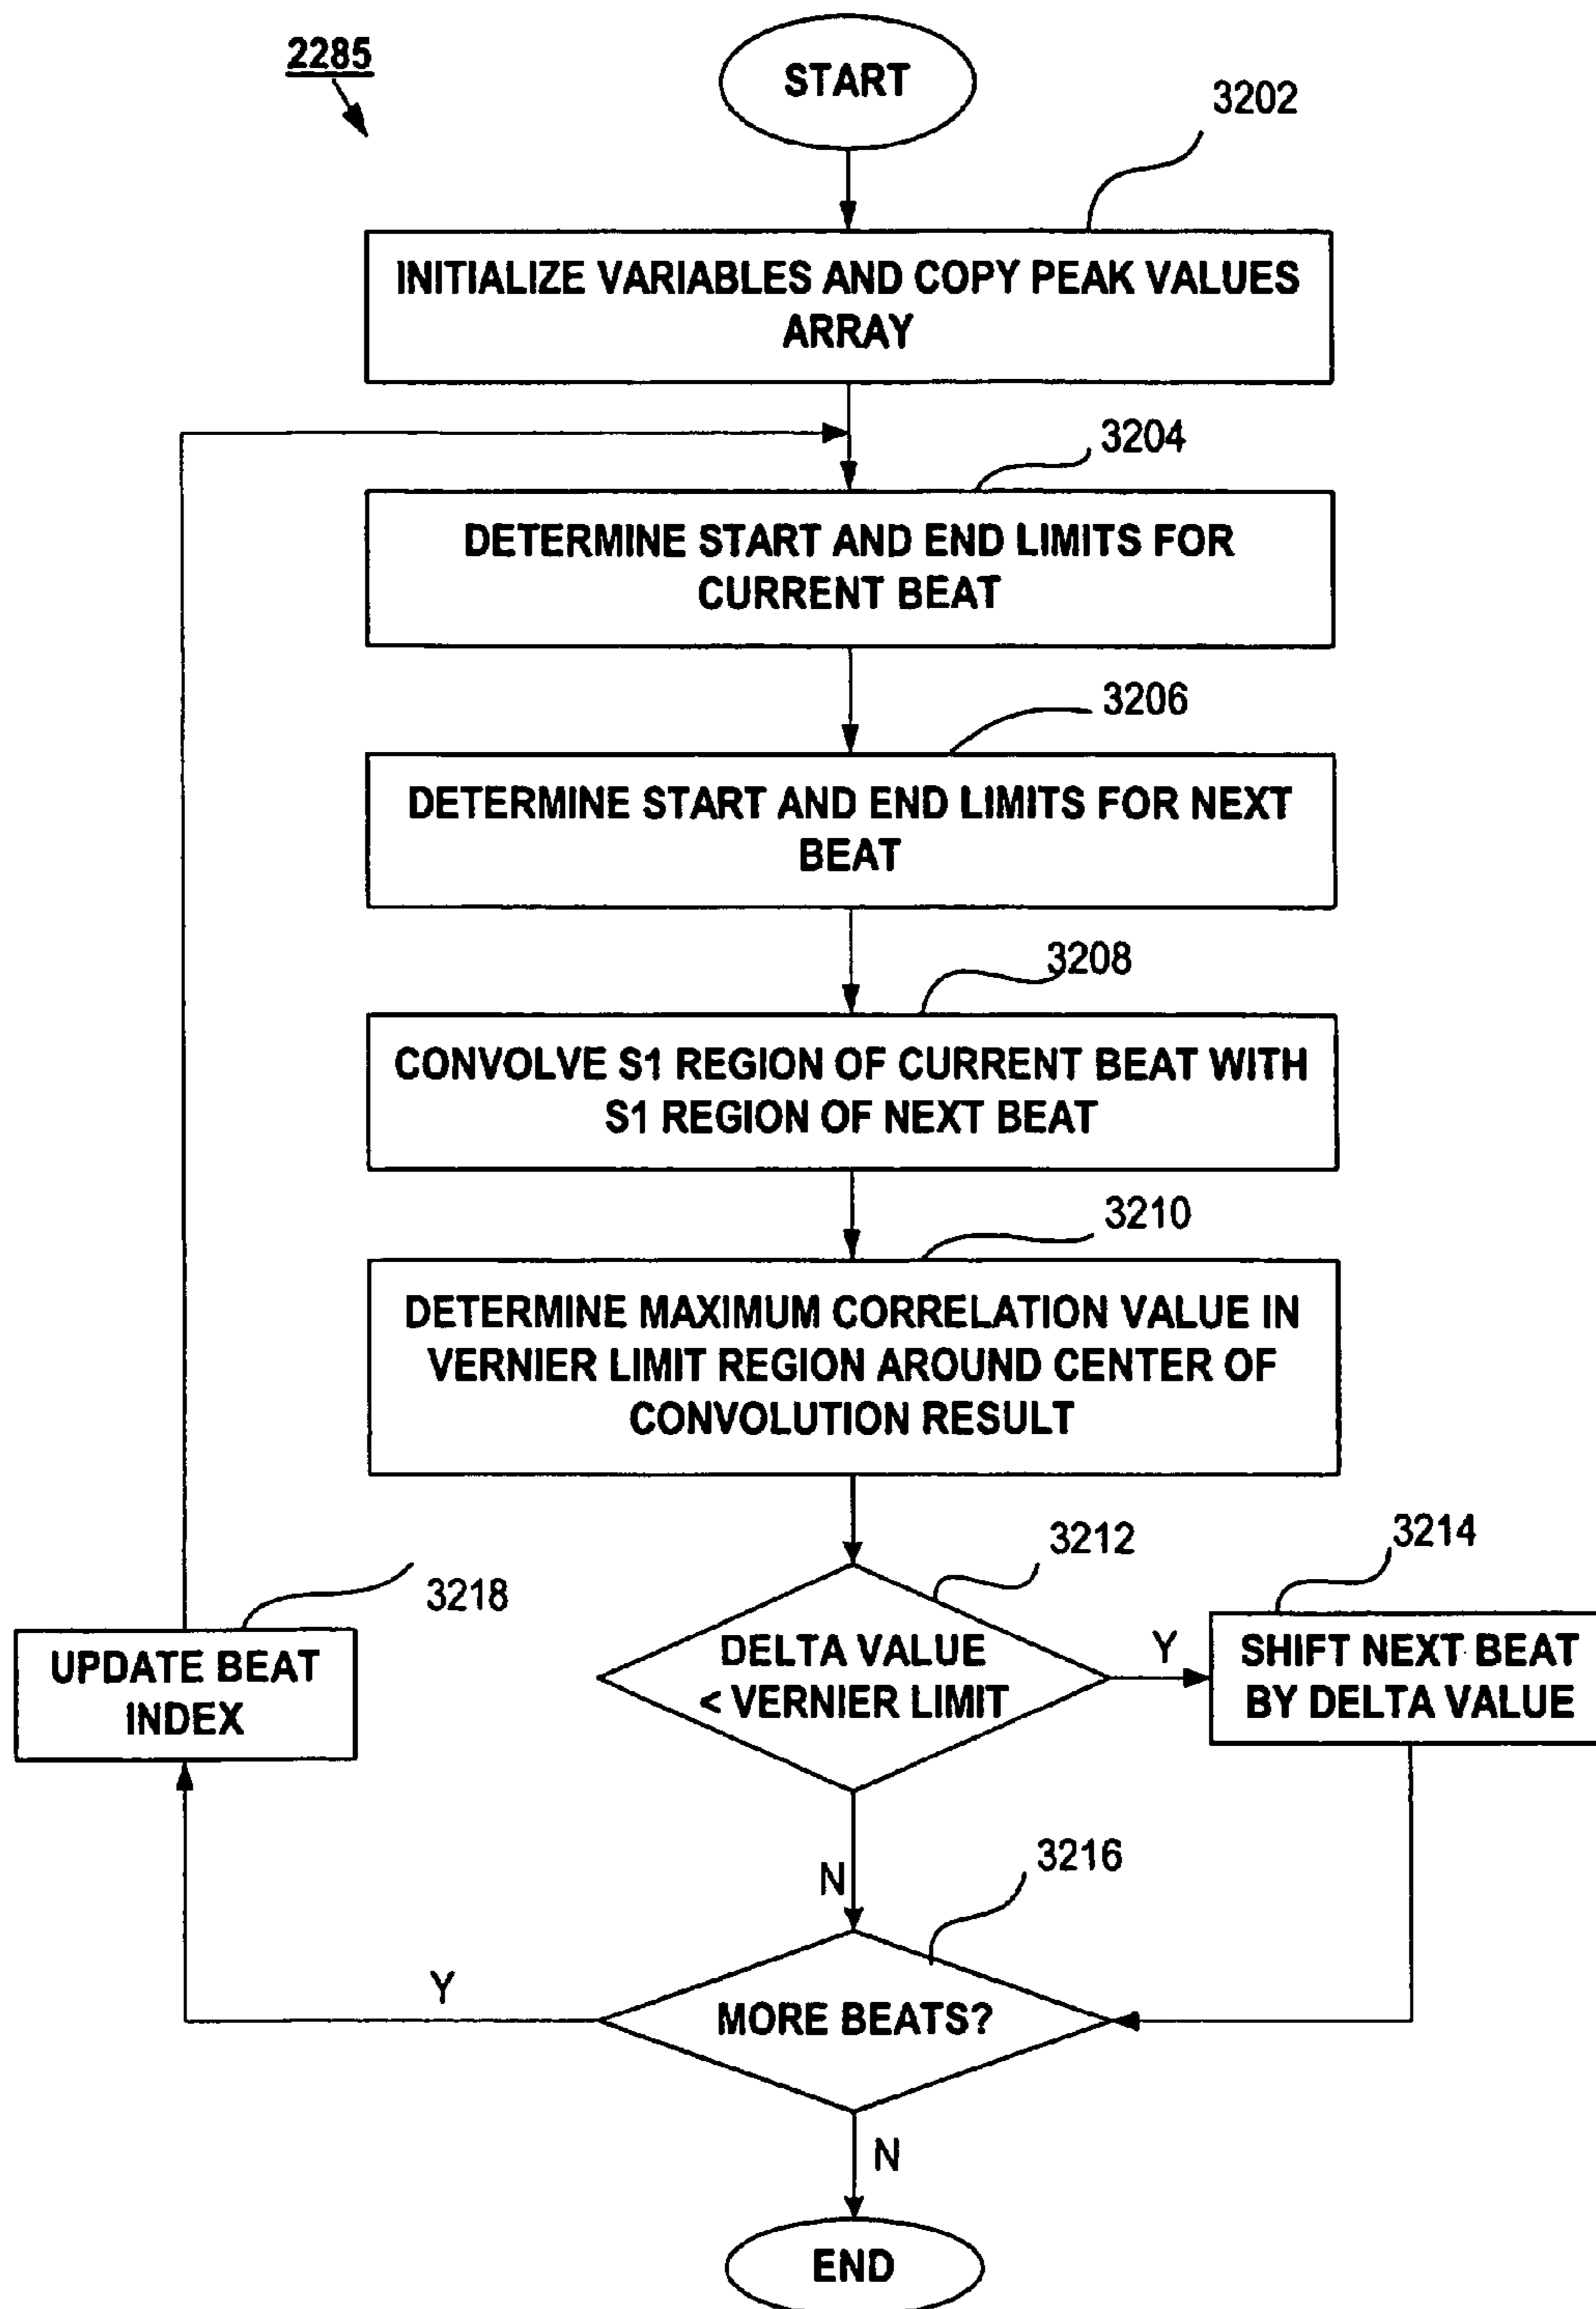 2285
START
3202
INITIALIZE VARIABLES AND COPY PEAK VALUES
ARRAY
3204
DETERMINE START AND END LIMITS FOR
CURRENT BEAT
3206
DETERMINE START AND END LIMITS FOR NEXT
BEAT
3208
CONVOLVE S1 REGION OF CURRENT BEAT WITH
S1 REGION OF NEXT BEAT
3210
DETERMINE MAXIMUM CORRELATION VALUE IN
VERNIER LIMIT REGION AROUND CENTER OF
CONVOLUTION RESULT
3212
DELTA VALUE
< VERNIER LIMIT
Y
3214
SHIFT NEXT BEAT
BY DELTA VALUE
3218
UPDATE BEAT
INDEX
N
3216
MORE BEATS?
Y
N
END